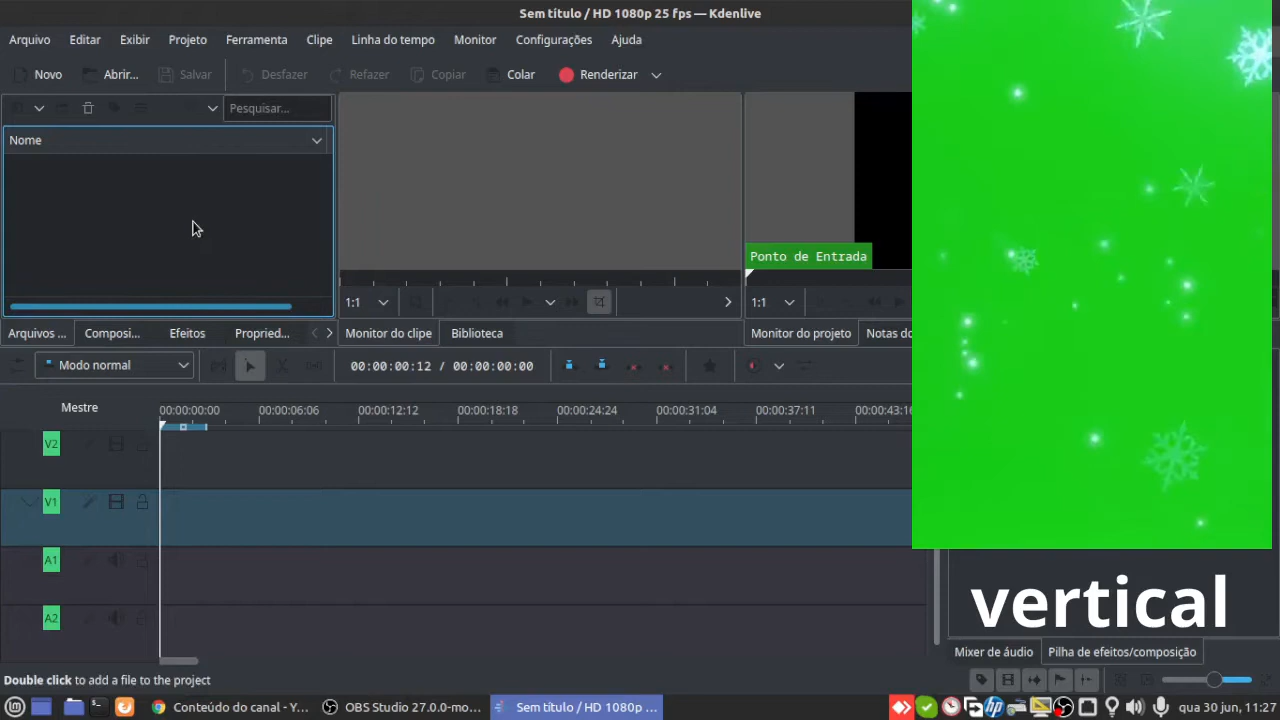 Sem título / HD 1080p 25 fps — Kdenlive
Arquivo Editar Exibir Projeto Ferramenta Clipe Linha do tempo Monitor Configurações Ajuda
Novo Abrir... Salvar Desfazer Refazer Copiar Colar Renderizar
Pesquisar...
Nome
Ponto de Entrada
1:1 1:1
Arquivos ... Composi... Efeitos Propried... Monitor do clipe Biblioteca Monitor do projeto Notas do
Modo normal 00:00:00:12 / 00:00:00:00
Mestre 00:00:00:00 00:00:06:06 00:00:12:12 00:00:18:18 00:00:24:24 00:00:31:04 00:00:37:11 00:00:43:16
V2
V1
A1
A2
vertical
Mixer de áudio Pilha de efeitos/composição
Double click to add a file to the project
Conteúdo do canal - Y... OBS Studio 27.0.0-mo... Sem título / HD 1080p ... qua 30 jun, 11:27